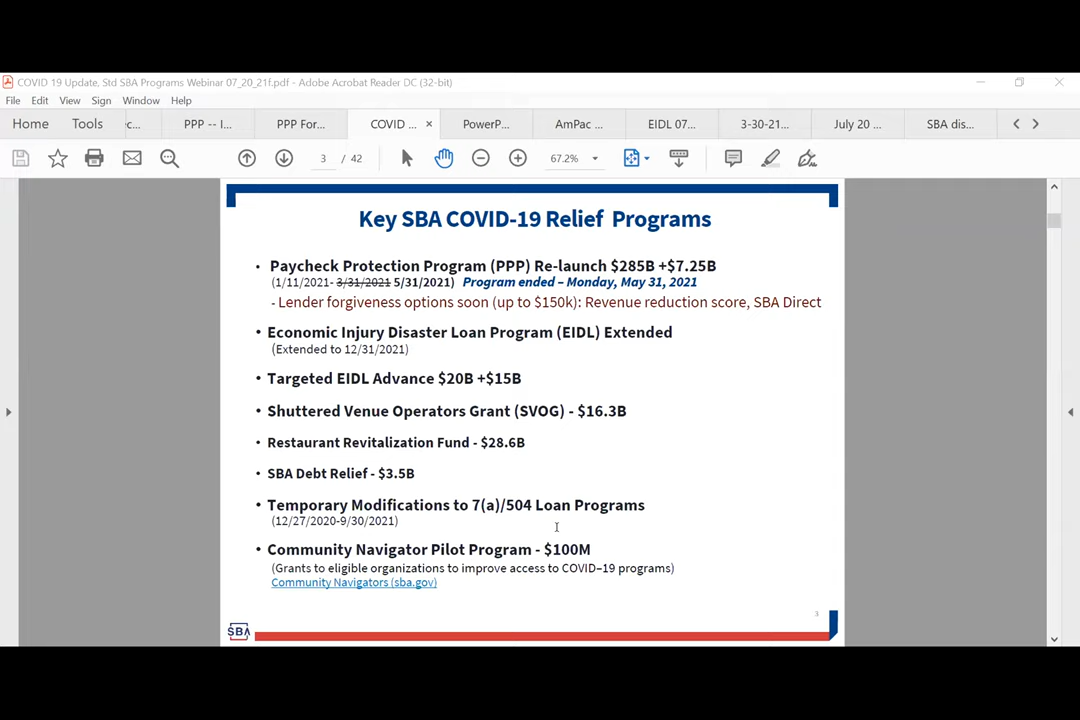 COVID 19 Update, Std SBA Programs Webinar 07_20_21f.pdf - Adobe Acrobat Reader DC (32-bit)
File Edit View Sign Window Help
Home Tools c... PPP -- I... PPP For... COVID ... × PowerP... AmPac ... EIDL 07... 3-30-21... July 20 ... SBA dis...
3 / 42 67.2%
Key SBA COVID-19 Relief Programs
• Paycheck Protection Program (PPP) Re-launch $285B +$7.25B
(1/11/2021- 3/31/2021 5/31/2021) Program ended – Monday, May 31, 2021
- Lender forgiveness options soon (up to $150k): Revenue reduction score, SBA Direct
• Economic Injury Disaster Loan Program (EIDL) Extended
(Extended to 12/31/2021)
• Targeted EIDL Advance $20B +$15B
• Shuttered Venue Operators Grant (SVOG) - $16.3B
• Restaurant Revitalization Fund - $28.6B
• SBA Debt Relief - $3.5B
• Temporary Modifications to 7(a)/504 Loan Programs
(12/27/2020-9/30/2021)
• Community Navigator Pilot Program - $100M
(Grants to eligible organizations to improve access to COVID–19 programs)
Community Navigators (sba.gov)
3
SBA